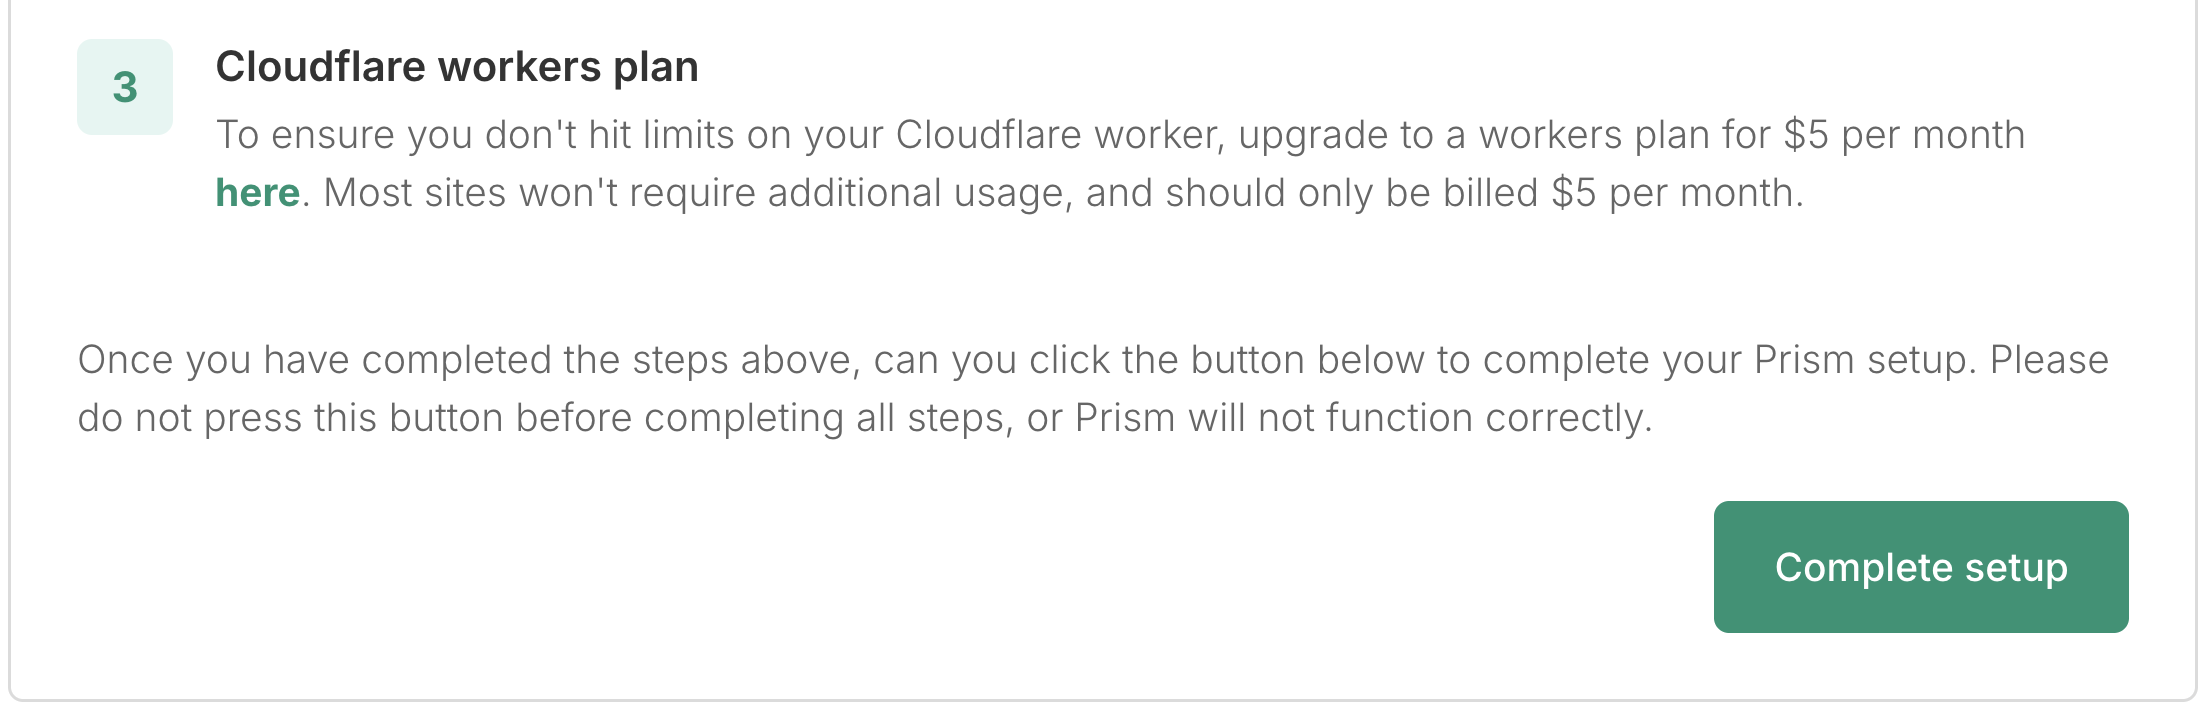 3
Cloudflare workers plan
To ensure you don't hit limits on your Cloudflare worker, upgrade to a workers plan for $5 per month
here. Most sites won't require additional usage, and should only be billed $5 per month.
Once you have completed the steps above, can you click the button below to complete your Prism setup. Please
do not press this button before completing all steps, or Prism will not function correctly.
Complete setup